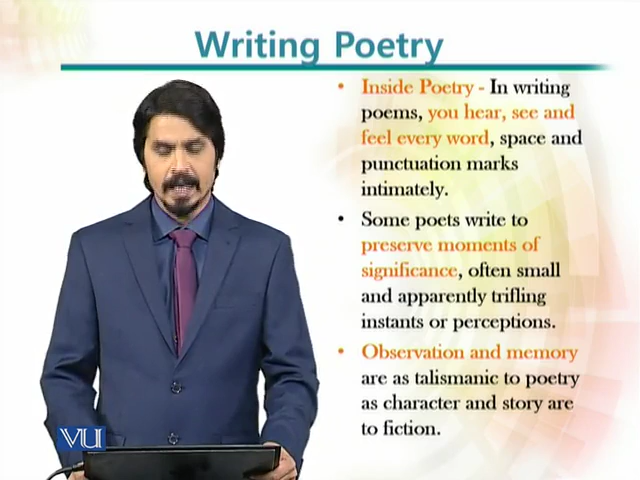 Writing Poetry
• Inside Poetry - In writing
poems, you hear, see and
feel every word, space and
punctuation marks
intimately.
• Some poets write to
preserve moments of
significance, often small
and apparently trifling
instants or perceptions.
• Observation and memory
are as talismanic to poetry
as character and story are
to fiction.
VU